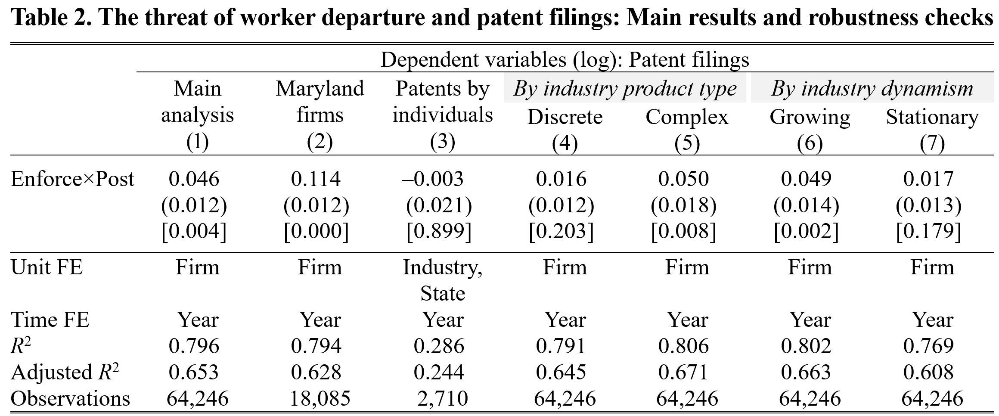 Table 2. The threat of worker departure and patent filings: Main results and robustness checks
Dependent variables (log): Patent filings
Main Maryland Patents by By industry product type By industry dynamism
analysis firms individuals Discrete Complex Growing Stationary
(1) (2) (3) (4) (5) (6) (7)
Enforce×Post 0.046 0.114 –0.003 0.016 0.050 0.049 0.017
(0.012) (0.012) (0.021) (0.012) (0.018) (0.014) (0.013)
[0.004] [0.000] [0.899] [0.203] [0.008] [0.002] [0.179]
Unit FE Firm Firm Industry, Firm Firm Firm Firm
State
Time FE Year Year Year Year Year Year Year
R² 0.796 0.794 0.286 0.791 0.806 0.802 0.769
Adjusted R² 0.653 0.628 0.244 0.645 0.671 0.663 0.608
Observations 64,246 18,085 2,710 64,246 64,246 64,246 64,246